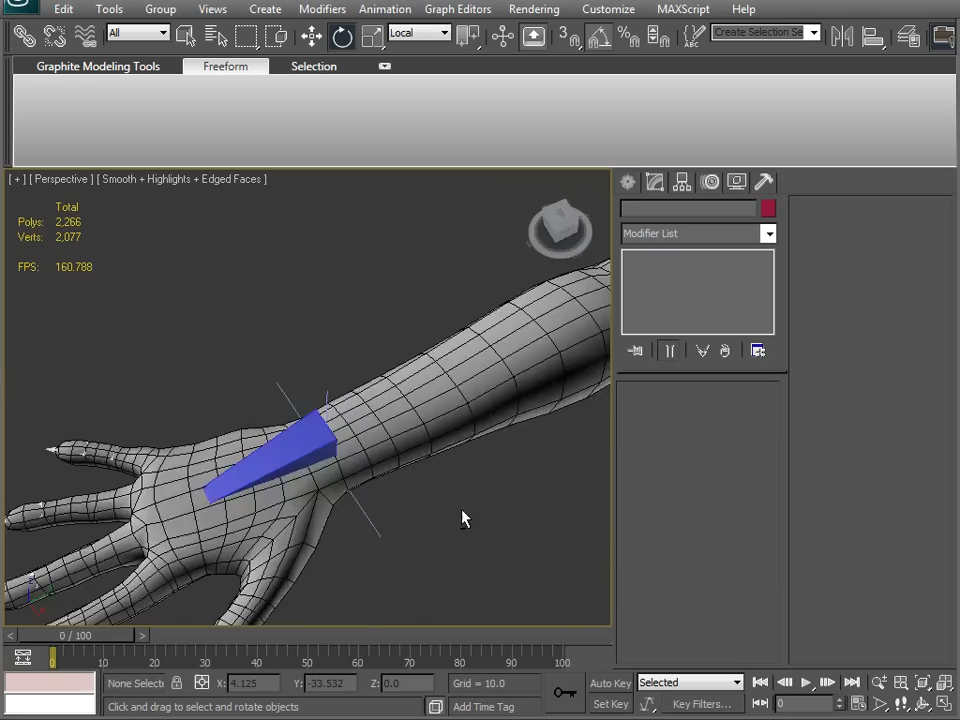 Edit Tools Group Views Create Modifiers Animation Graph Editors Rendering Customize MAXScript Help
All Local 3 Create Selection Se
Graphite Modeling Tools Freeform Selection
[ + ] [ Perspective ] [ Smooth + Highlights + Edged Faces ]
Total
Polys: 2,266
Verts: 2,077
FPS: 160.788
Modifier List
< 0 / 100 >
0 10 20 30 40 50 60 70 80 90 100
None Selecte X: 4.125 Y: -33.532 Z: 0.0 Grid = 10.0 Auto Key Selected
Click and drag to select and rotate objects Add Time Tag Set Key Key Filters... 0